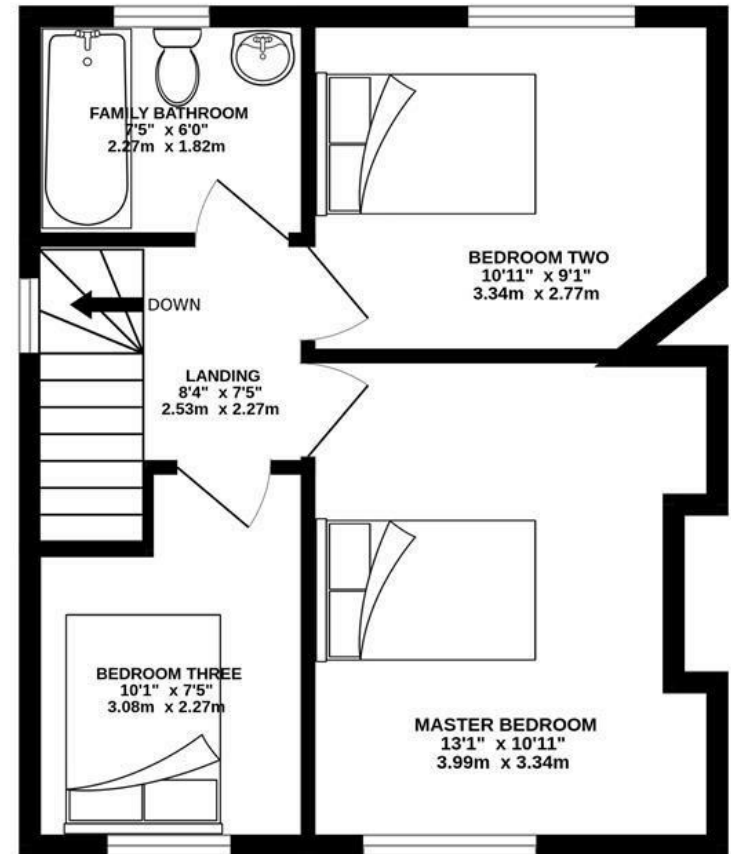 FAMILY BATHROOM
7'5" x 6'0"
2.27m x 1.82m
BEDROOM TWO
10'11" x 9'1"
3.34m x 2.77m
DOWN
LANDING
8'4" x 7'5"
2.53m x 2.27m
BEDROOM THREE
10'1" x 7'5"
3.08m x 2.27m
MASTER BEDROOM
13'1" x 10'11"
3.99m x 3.34m